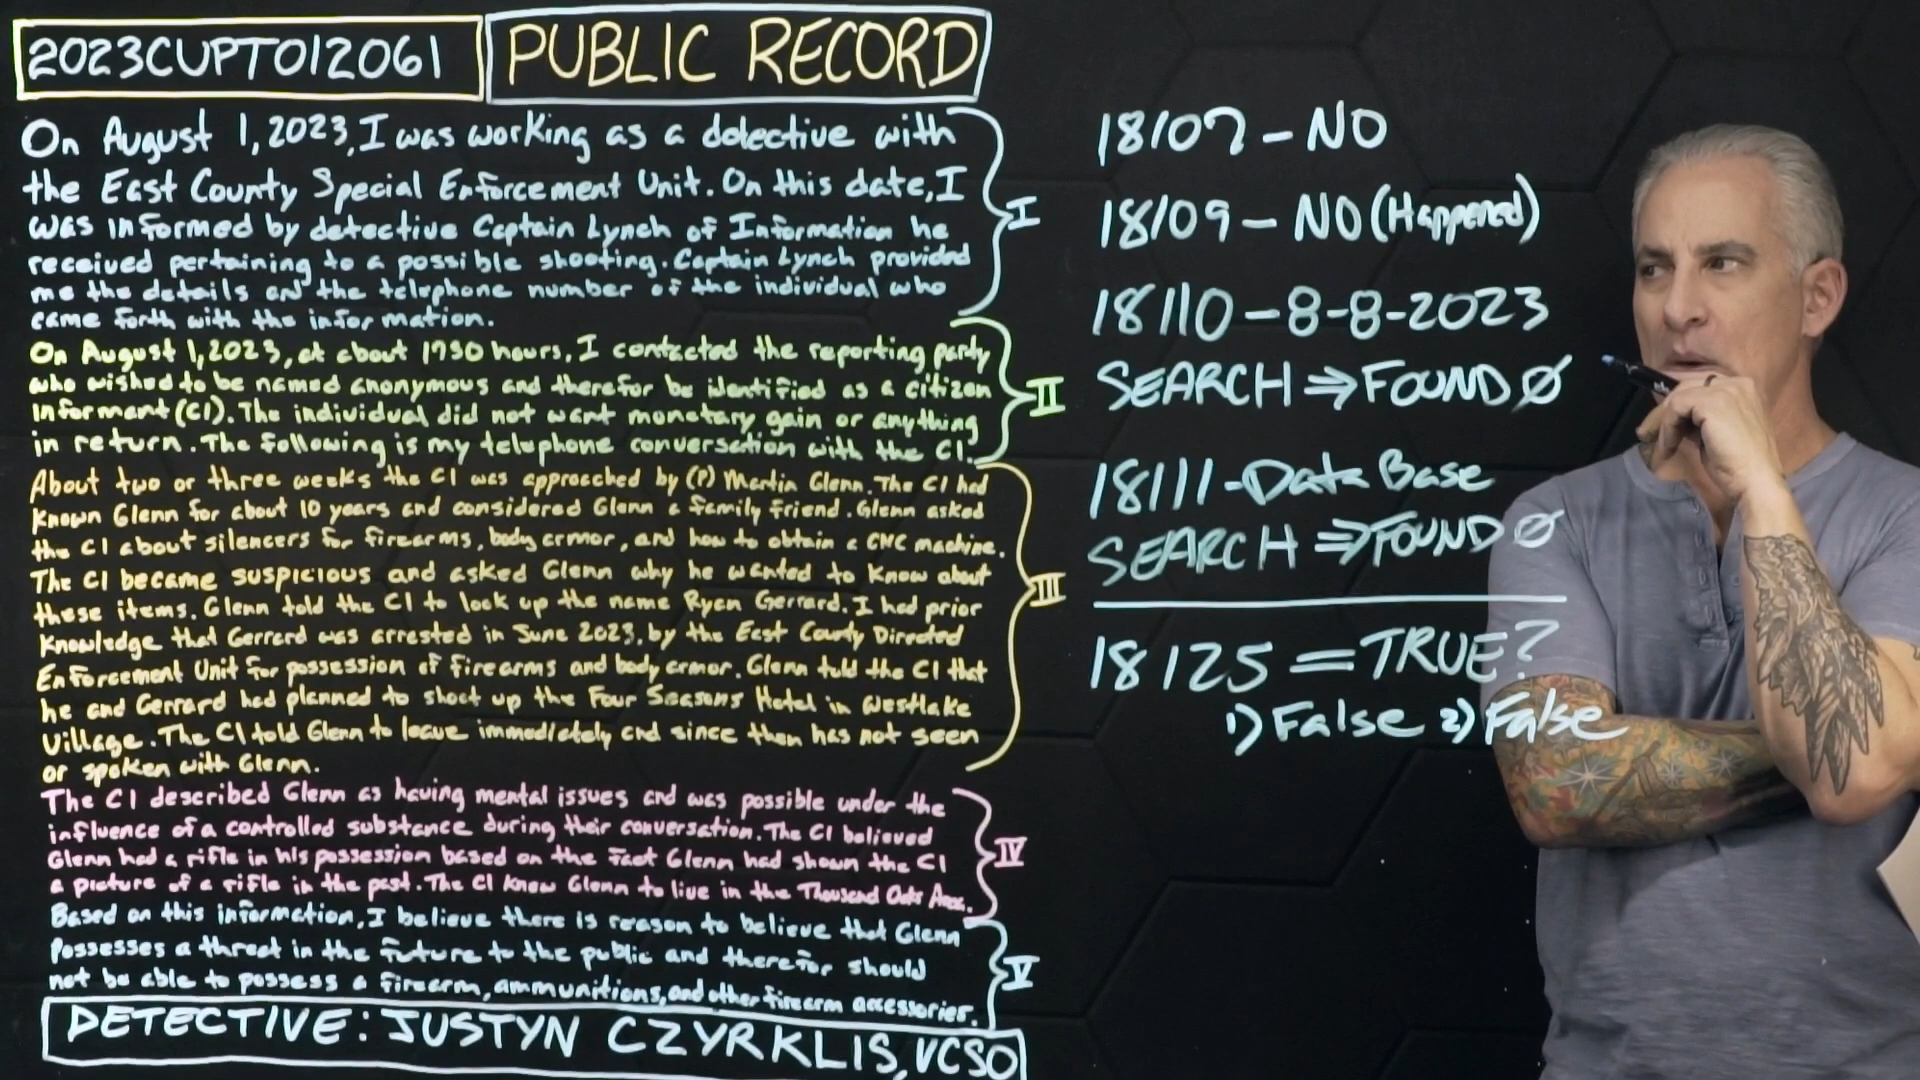 2023CUPT012061
PUBLIC RECORD
On August 1, 2023, I was working as a detective with
the East County Special Enforcement Unit. On this date, I
was informed by detective Captain Lynch of Information he
received pertaining to a possible shooting. Captain Lynch provided
me the details and the telephone number of the individual who
came forth with the information.
I
On August 1, 2023, at about 1730 hours, I contacted the reporting party
who wished to be named anonymous and therefor be identified as a citizen
informant (CI). The individual did not want monetary gain or anything
in return. The following is my telephone conversation with the CI.
II
About two or three weeks the CI was approached by (P) Martin Glenn. The CI had
known Glenn for about 10 years and considered Glenn a family friend. Glenn asked
the CI about silencers for firearms, body armor, and how to obtain a CNC machine.
The CI became suspicious and asked Glenn why he wanted to know about
these items. Glenn told the CI to look up the name Ryan Gerrard. I had prior
knowledge that Gerrard was arrested in June 2023, by the East County Directed
Enforcement Unit for possession of firearms and body armor. Glenn told the CI that
he and Gerrard had planned to shoot up the Four Seasons Hotel in Westlake
Village. The CI told Glenn to leave immediately and since then has not seen
or spoken with Glenn.
III
The CI described Glenn as having mental issues and was possible under the
influence of a controlled substance during their conversation. The CI believed
Glenn had a rifle in his possession based on the fact Glenn had shown the CI
a picture of a rifle in the past. The CI know Glenn to live in the Thousand Oaks Area.
IV
Based on this information, I believe there is reason to believe that Glenn
Possesses a threat in the future to the public and therefor should
not be able to possess a firearm, ammunitions, and other firearm accessories.
V
DETECTIVE: JUSTYN CZYRKLIS, VCSO
18107 - NO
18109 - NO (Happened)
18110 - 8-8-2023
SEARCH ⇒ FOUND Ø
18111 - Data Base
SEARCH ⇒ FOUND Ø
18125 = TRUE?
1) False 2) False